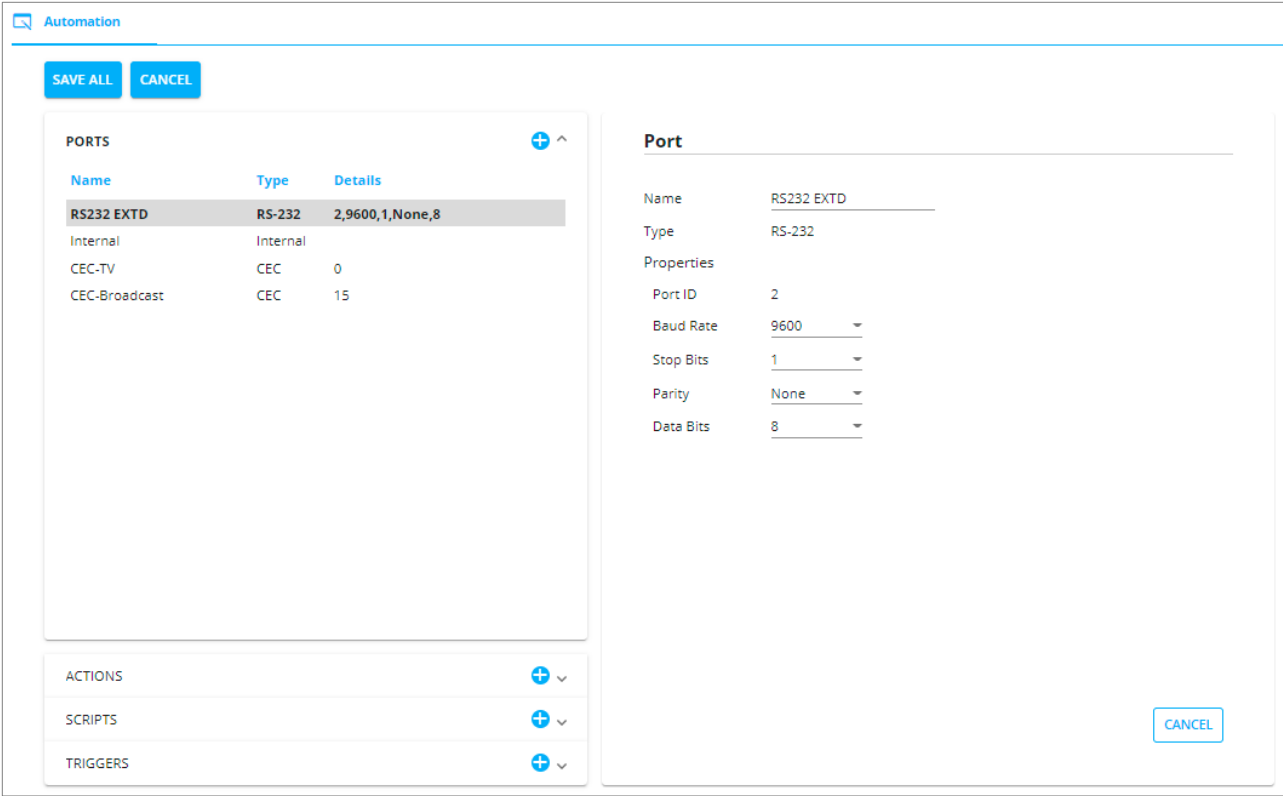 Automation
SAVE ALL CANCEL
PORTS
Name Type Details
RS232 EXTD RS-232 2,9600,1,None,8
Internal Internal
CEC-TV CEC 0
CEC-Broadcast CEC 15
ACTIONS
SCRIPTS
TRIGGERS
Port
Name RS232 EXTD
Type RS-232
Properties
Port ID 2
Baud Rate 9600
Stop Bits 1
Parity None
Data Bits 8
CANCEL